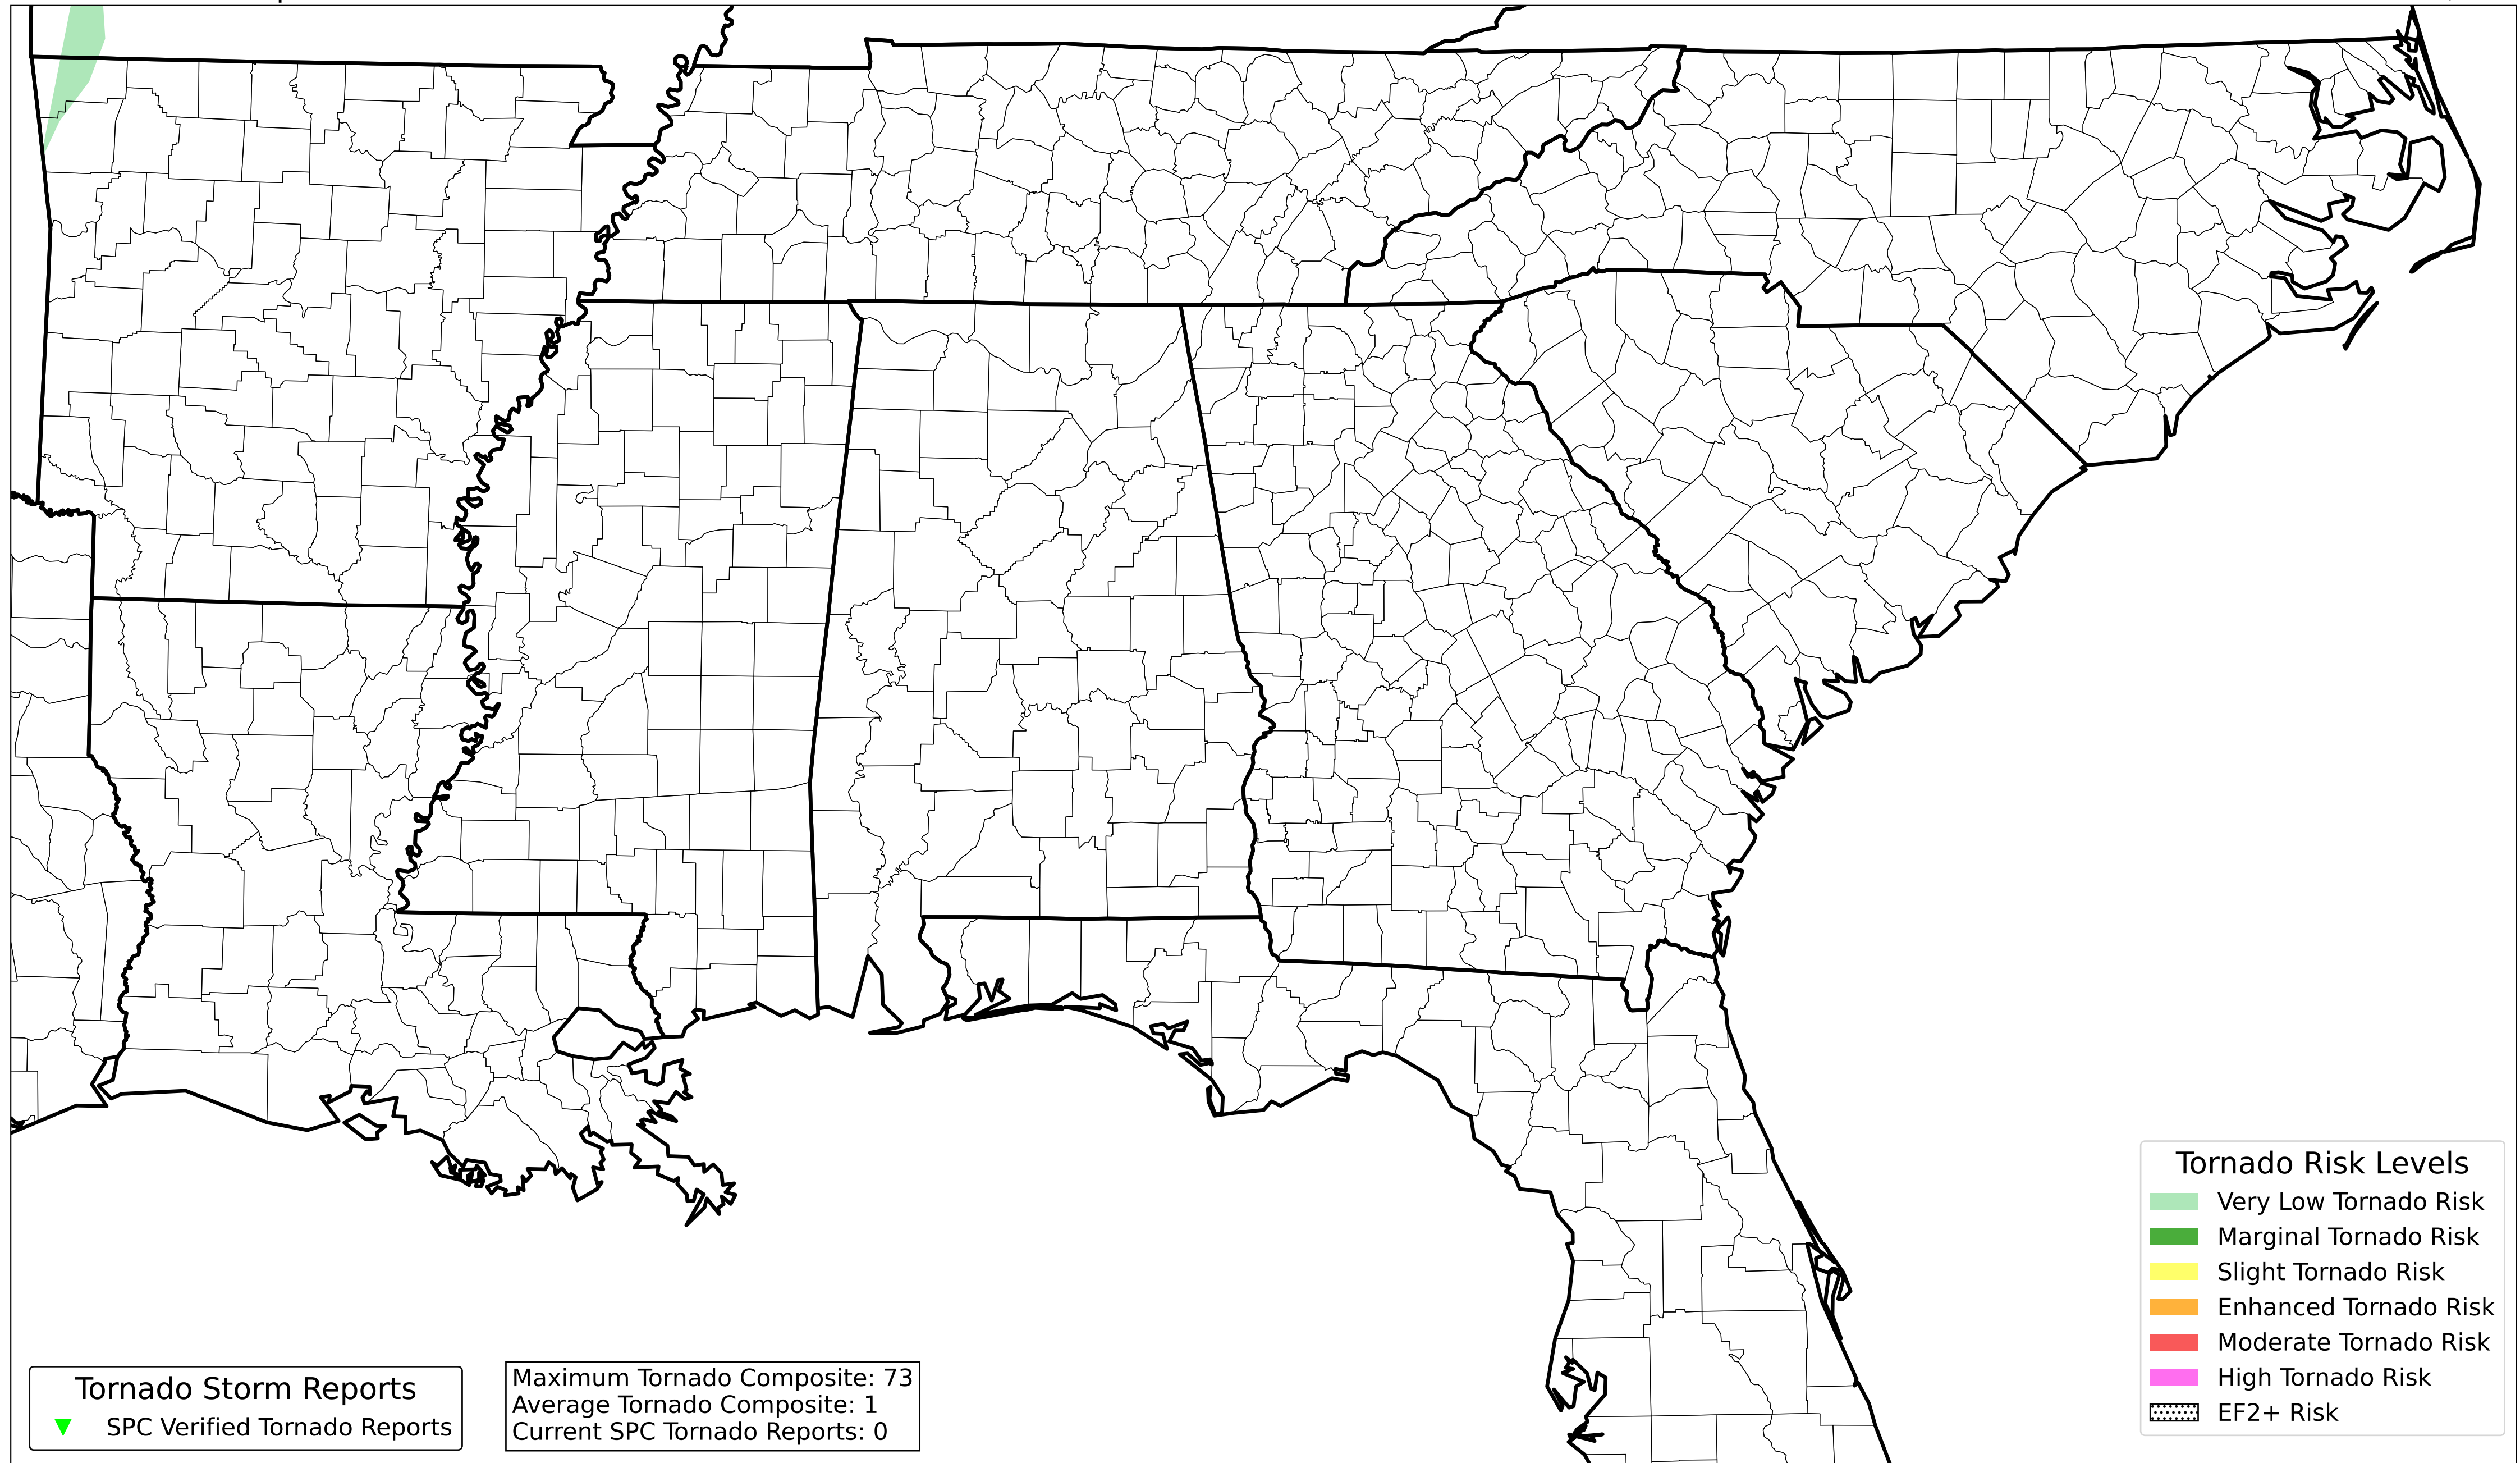 Tornado Storm Reports
SPC Verified Tornado Reports
Maximum Tornado Composite: 73
Average Tornado Composite: 1
Current SPC Tornado Reports: 0
Tornado Risk Levels
Very Low Tornado Risk
Marginal Tornado Risk
Slight Tornado Risk
Enhanced Tornado Risk
Moderate Tornado Risk
High Tornado Risk
EF2+ Risk